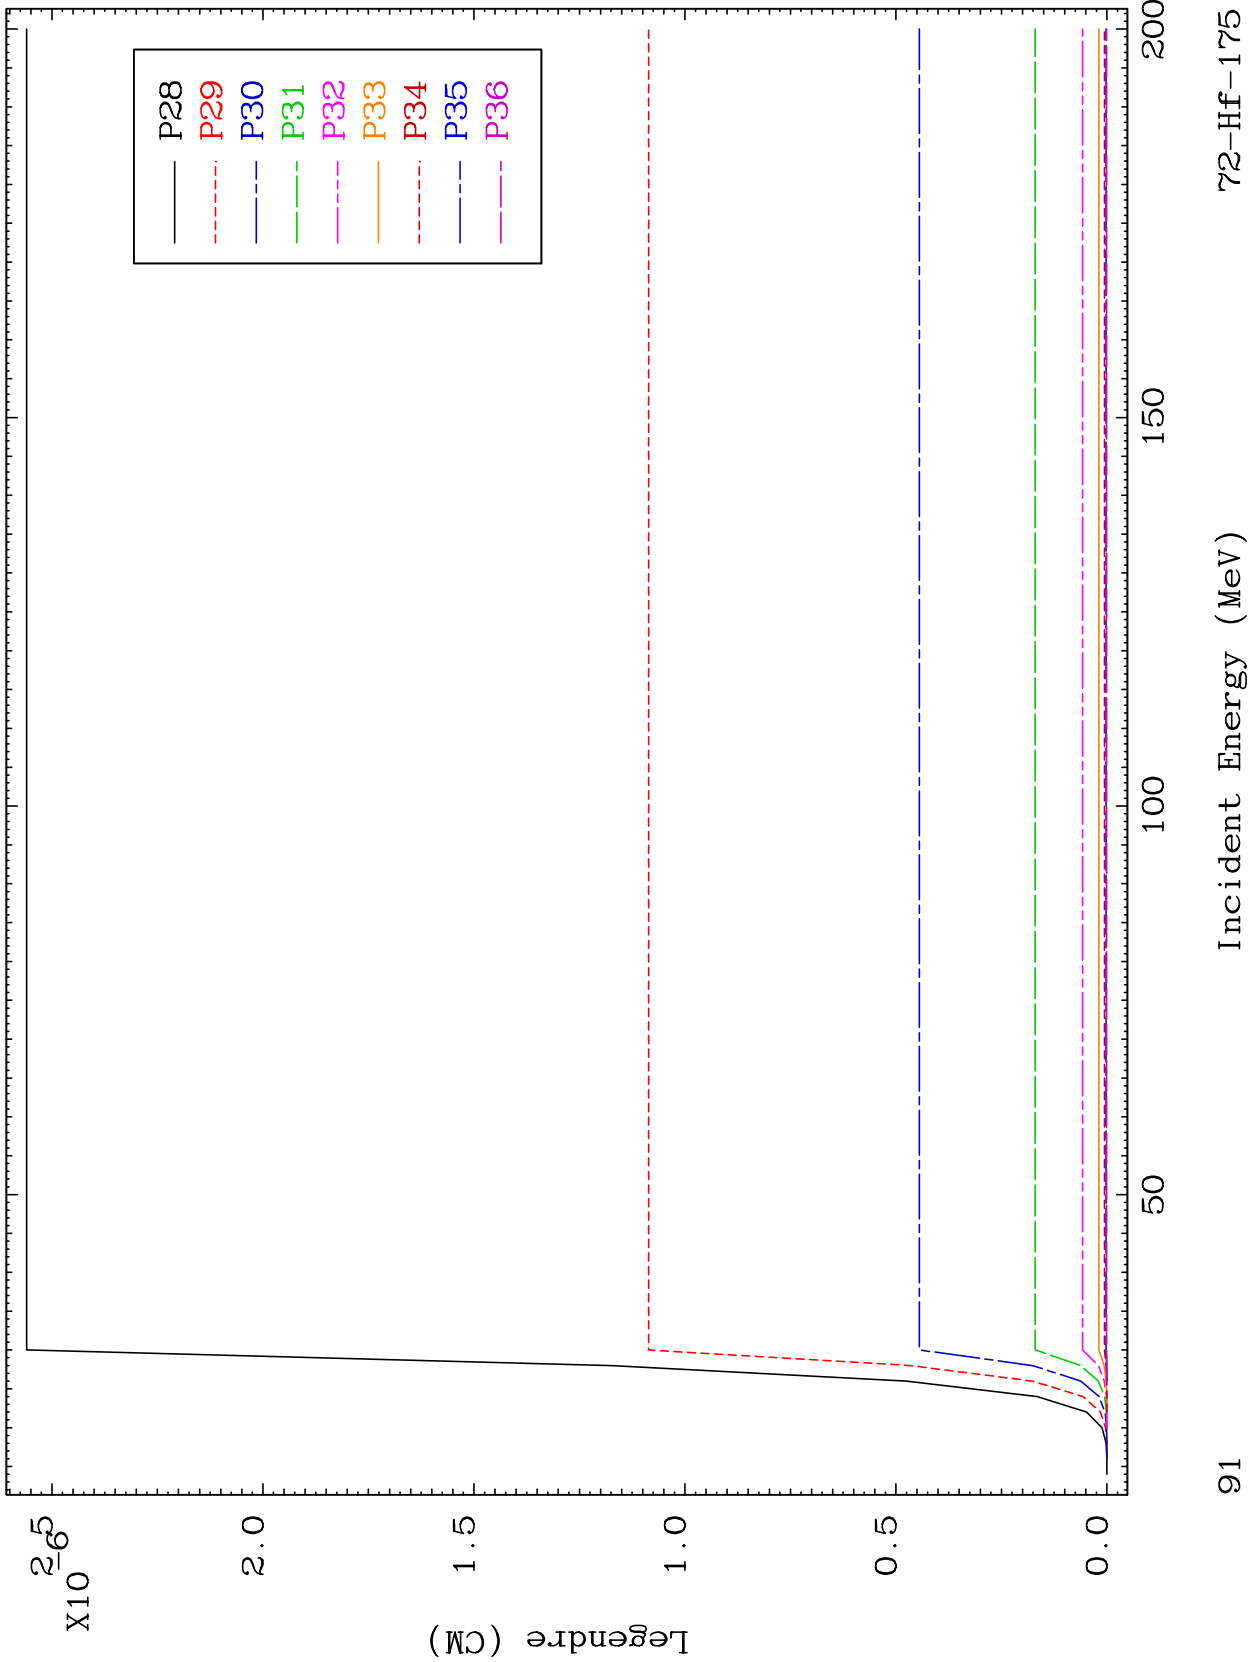 P28
P29
P30
P31
P32
P33
P34
P35
P36
X10
-6
2.5
2.0
1.5
1.0
0.5
0.0
Legendre (CM)
50
100
150
200
91
Incident Energy (MeV)
72-Hf-175